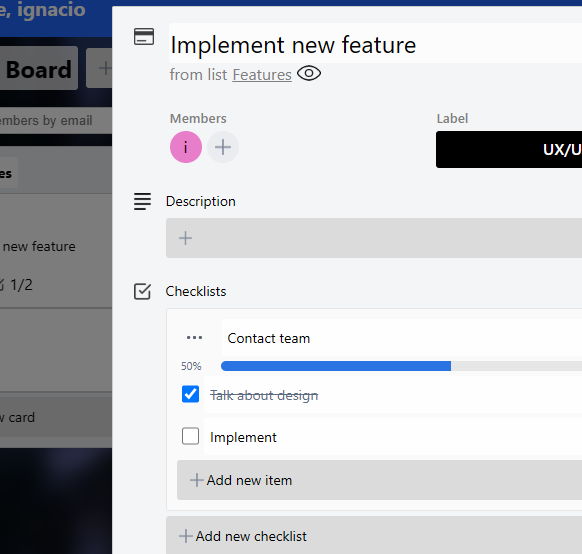 e, ignacio
Board
embers by email
es
new feature
1/2
w card
Implement new feature
from list Features
Members
Label
i
UX/U
Description
Checklists
Contact team
50%
Talk about design
Implement
Add new item
Add new checklist